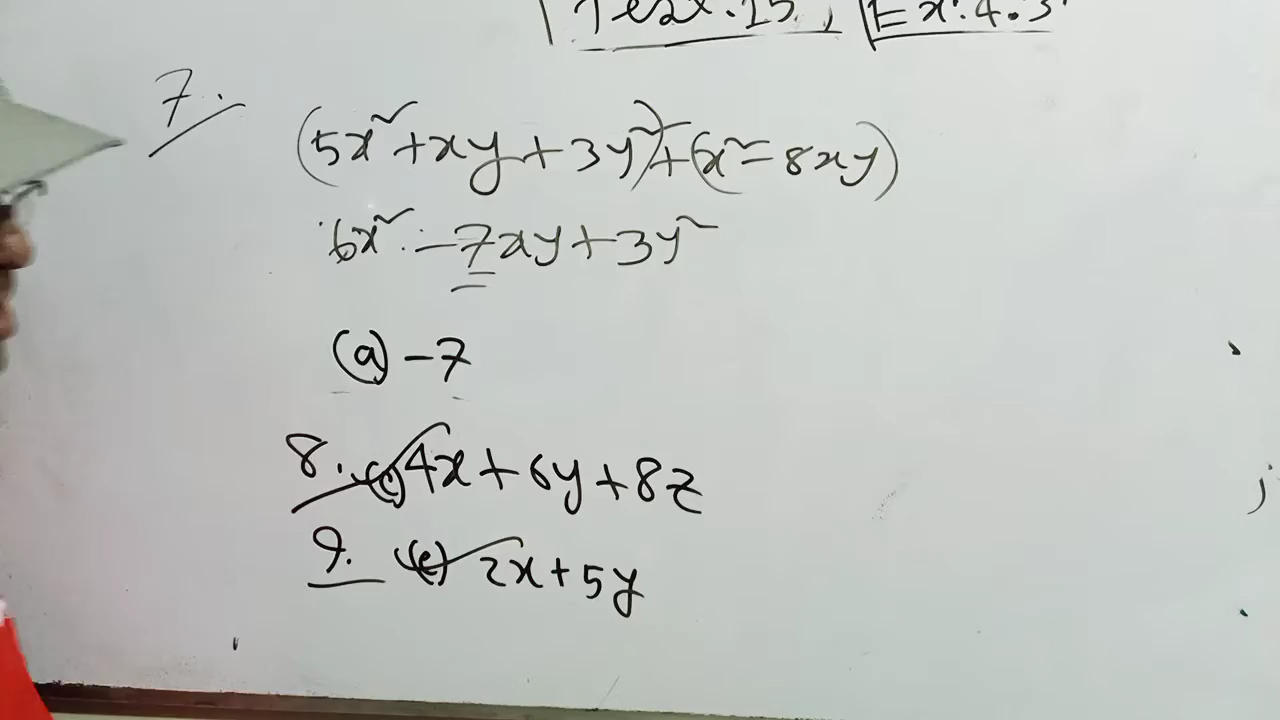 Ex. 4.3
7.
(5x²+xy+3y²)+(x²-8xy)
6x²-7xy+3y²
(a) -7
8. (c) 4x+6y+8z
9. (c) 2x+5y